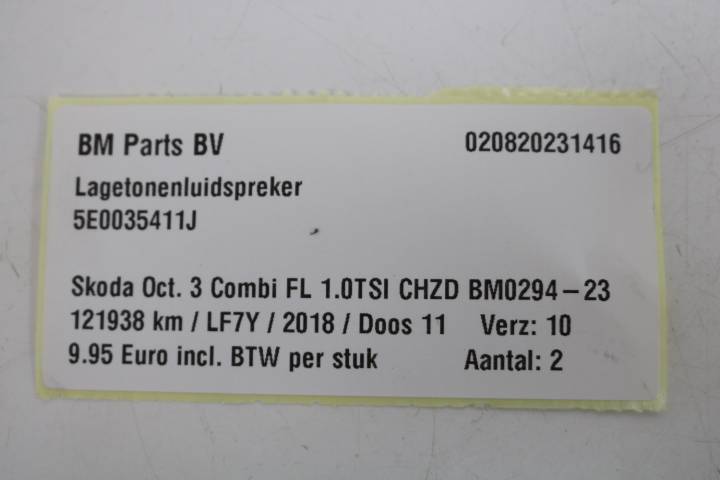 BM Parts BV 020820231416
Lagetonenluidspreker
5E0035411J
Skoda Oct. 3 Combi FL 1.0TSI CHZD BM0294-23
121938 km / LF7Y / 2018 / Doos 11 Verz: 10
9.95 Euro incl. BTW per stuk Aantal: 2